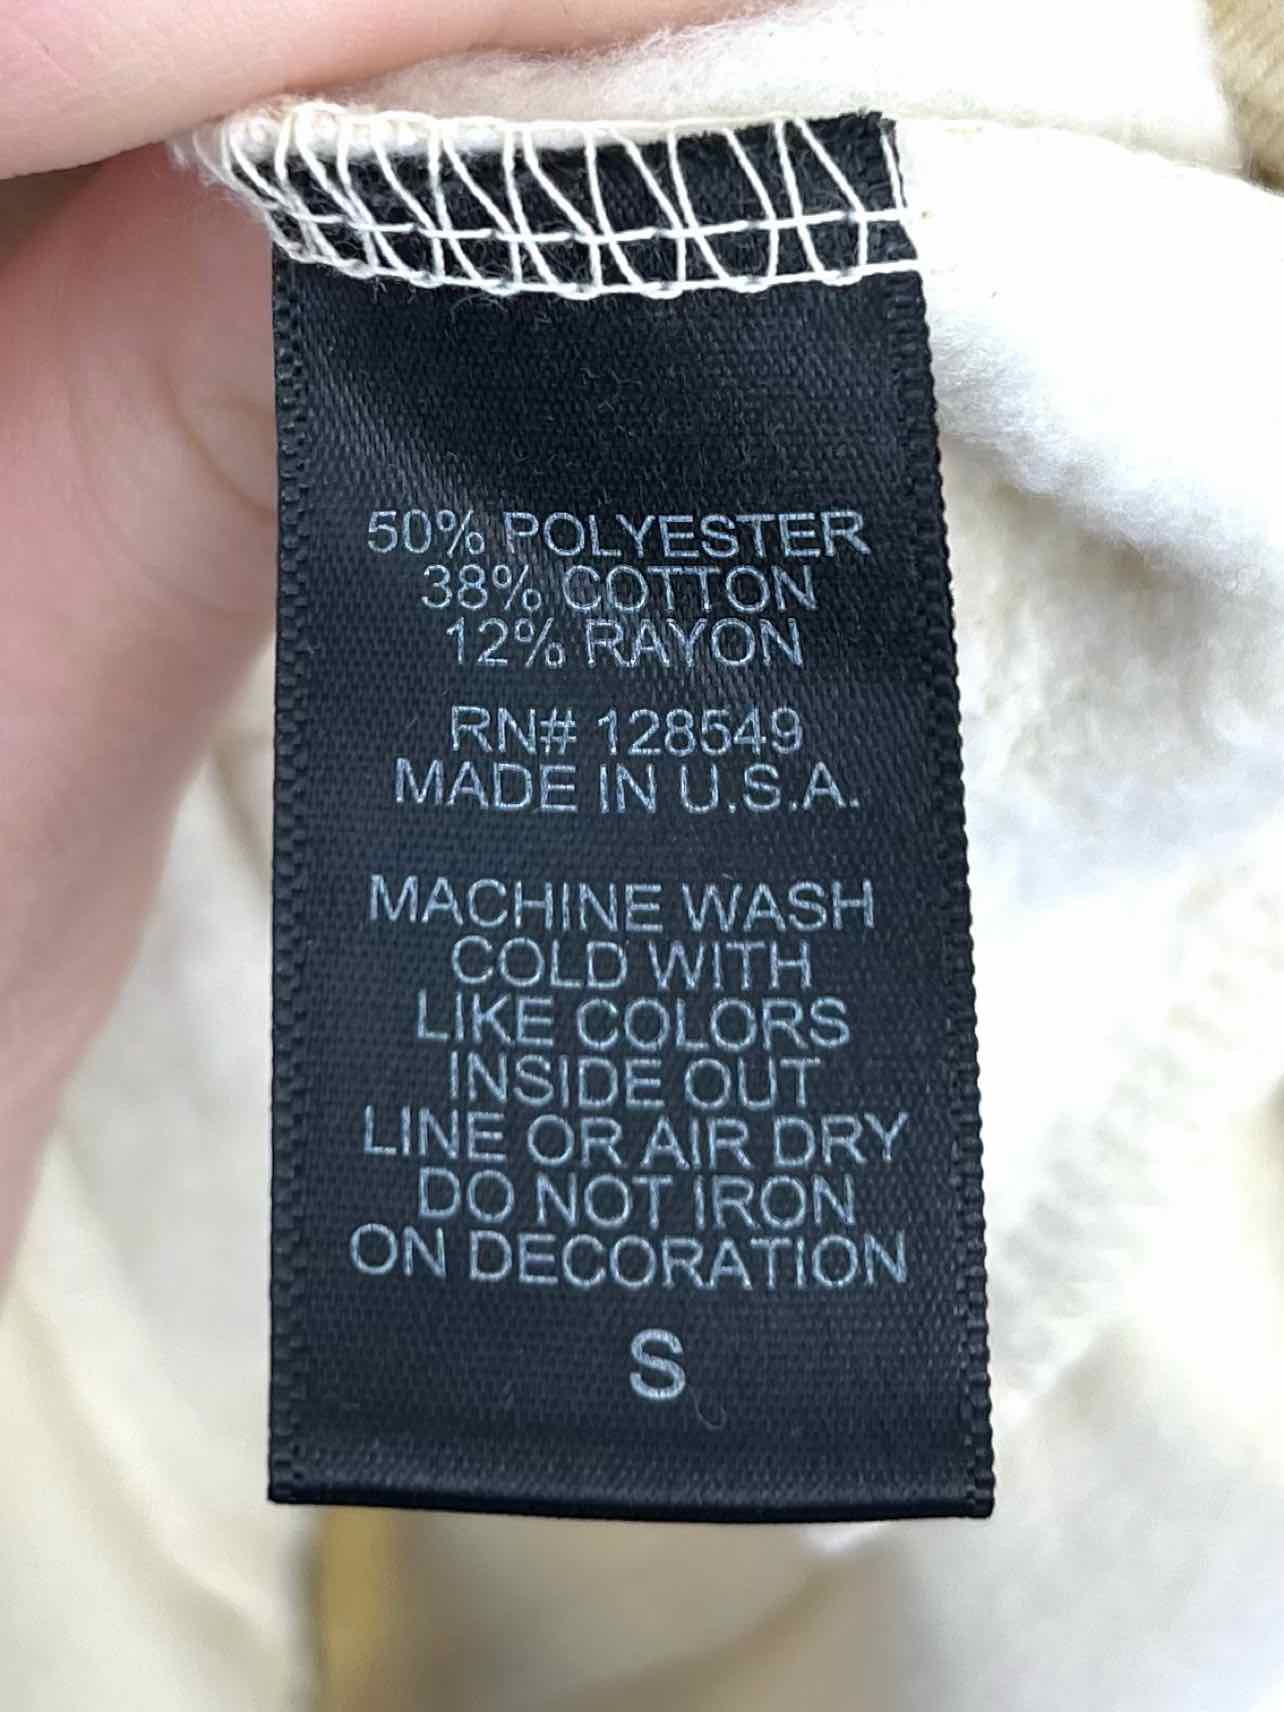 50% POLYESTER
38% COTTON
12% RAYON
RN# 128549
MADE IN U.S.A.
MACHINE WASH
COLD WITH
LIKE COLORS
INSIDE OUT
LINE OR AIR DRY
DO NOT IRON
ON DECORATION
S